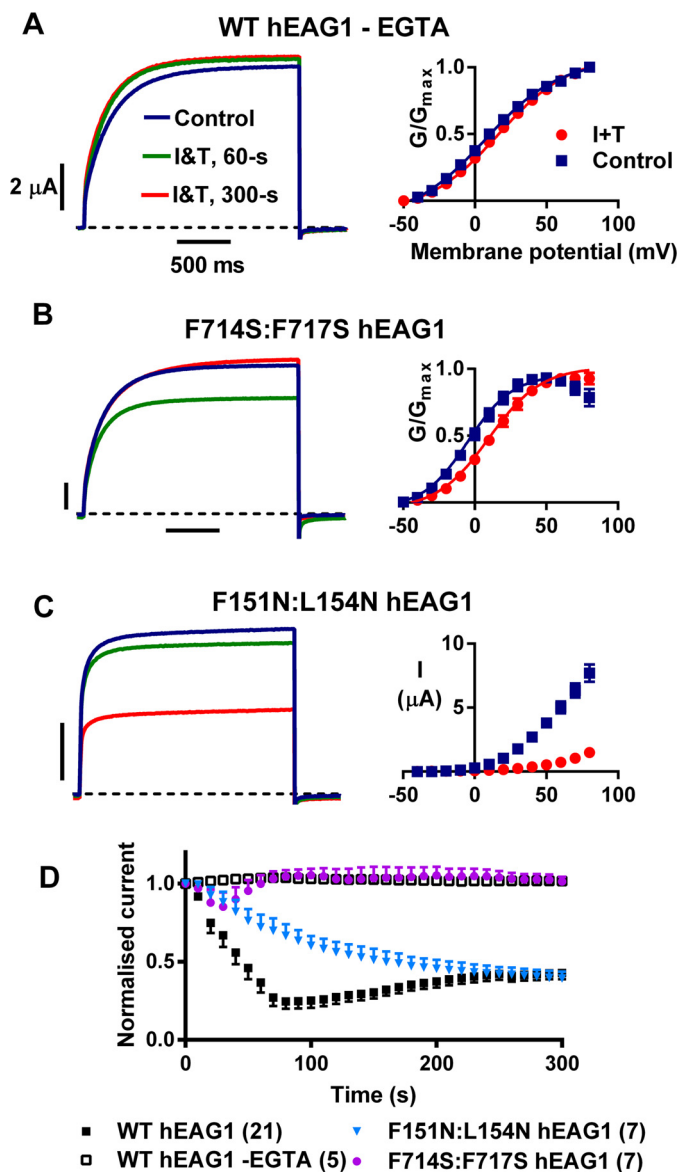 A
WT hEAG1 - EGTA
Control
I&T, 60-s
I&T, 300-s
2 µA
500 ms
G/Gmax
1.0
0.5
I+T
Control
-50 0 50 100
Membrane potential (mV)
B
F714S:F717S hEAG1
G/Gmax
1.0
0.5
-50 0 50 100
C
F151N:L154N hEAG1
I
(µA)
10
5
-50 0 50 100
D
Normalised current
1.0
0.5
0.0
0 100 200 300
Time (s)
WT hEAG1 (21)
F151N:L154N hEAG1 (7)
WT hEAG1 -EGTA (5)
F714S:F717S hEAG1 (7)